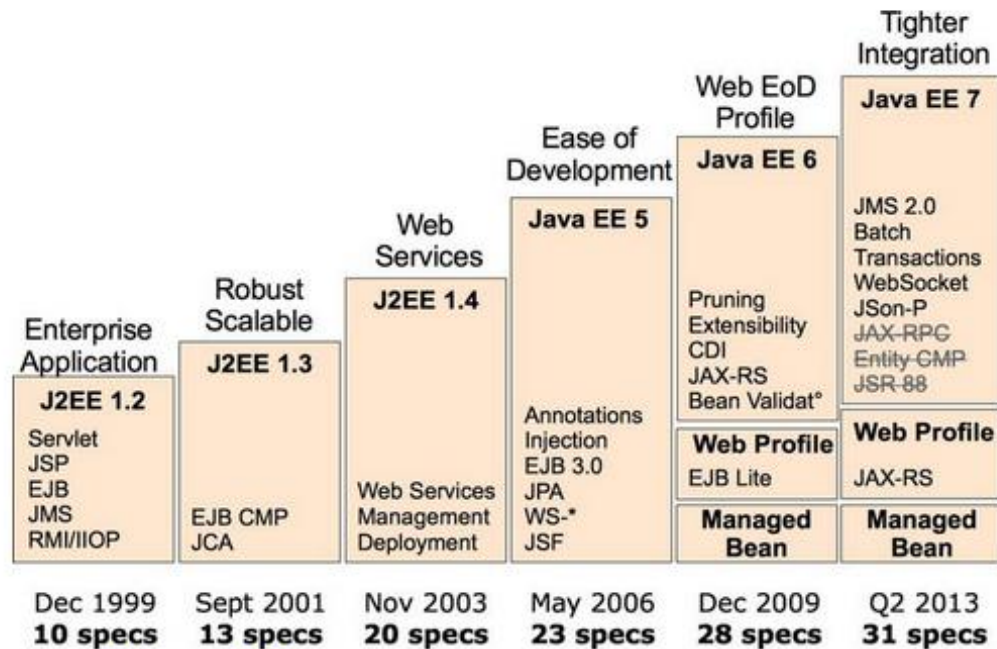 Enterprise
Application
J2EE 1.2
Servlet
JSP
EJB
JMS
RMI/IIOP
Dec 1999
10 specs
Robust
Scalable
J2EE 1.3
EJB CMP
JCA
Sept 2001
13 specs
Web
Services
J2EE 1.4
Web Services
Management
Deployment
Nov 2003
20 specs
Ease of
Development
Java EE 5
Annotations
Injection
EJB 3.0
JPA
WS-*
JSF
May 2006
23 specs
Web EoD
Profile
Java EE 6
Pruning
Extensibility
CDI
JAX-RS
Bean Validat°
Web Profile
EJB Lite
Managed
Bean
Dec 2009
28 specs
Tighter
Integration
Java EE 7
JMS 2.0
Batch
Transactions
WebSocket
JSon-P
JAX-RPC
Entity CMP
JSR 88
Web Profile
JAX-RS
Managed
Bean
Q2 2013
31 specs